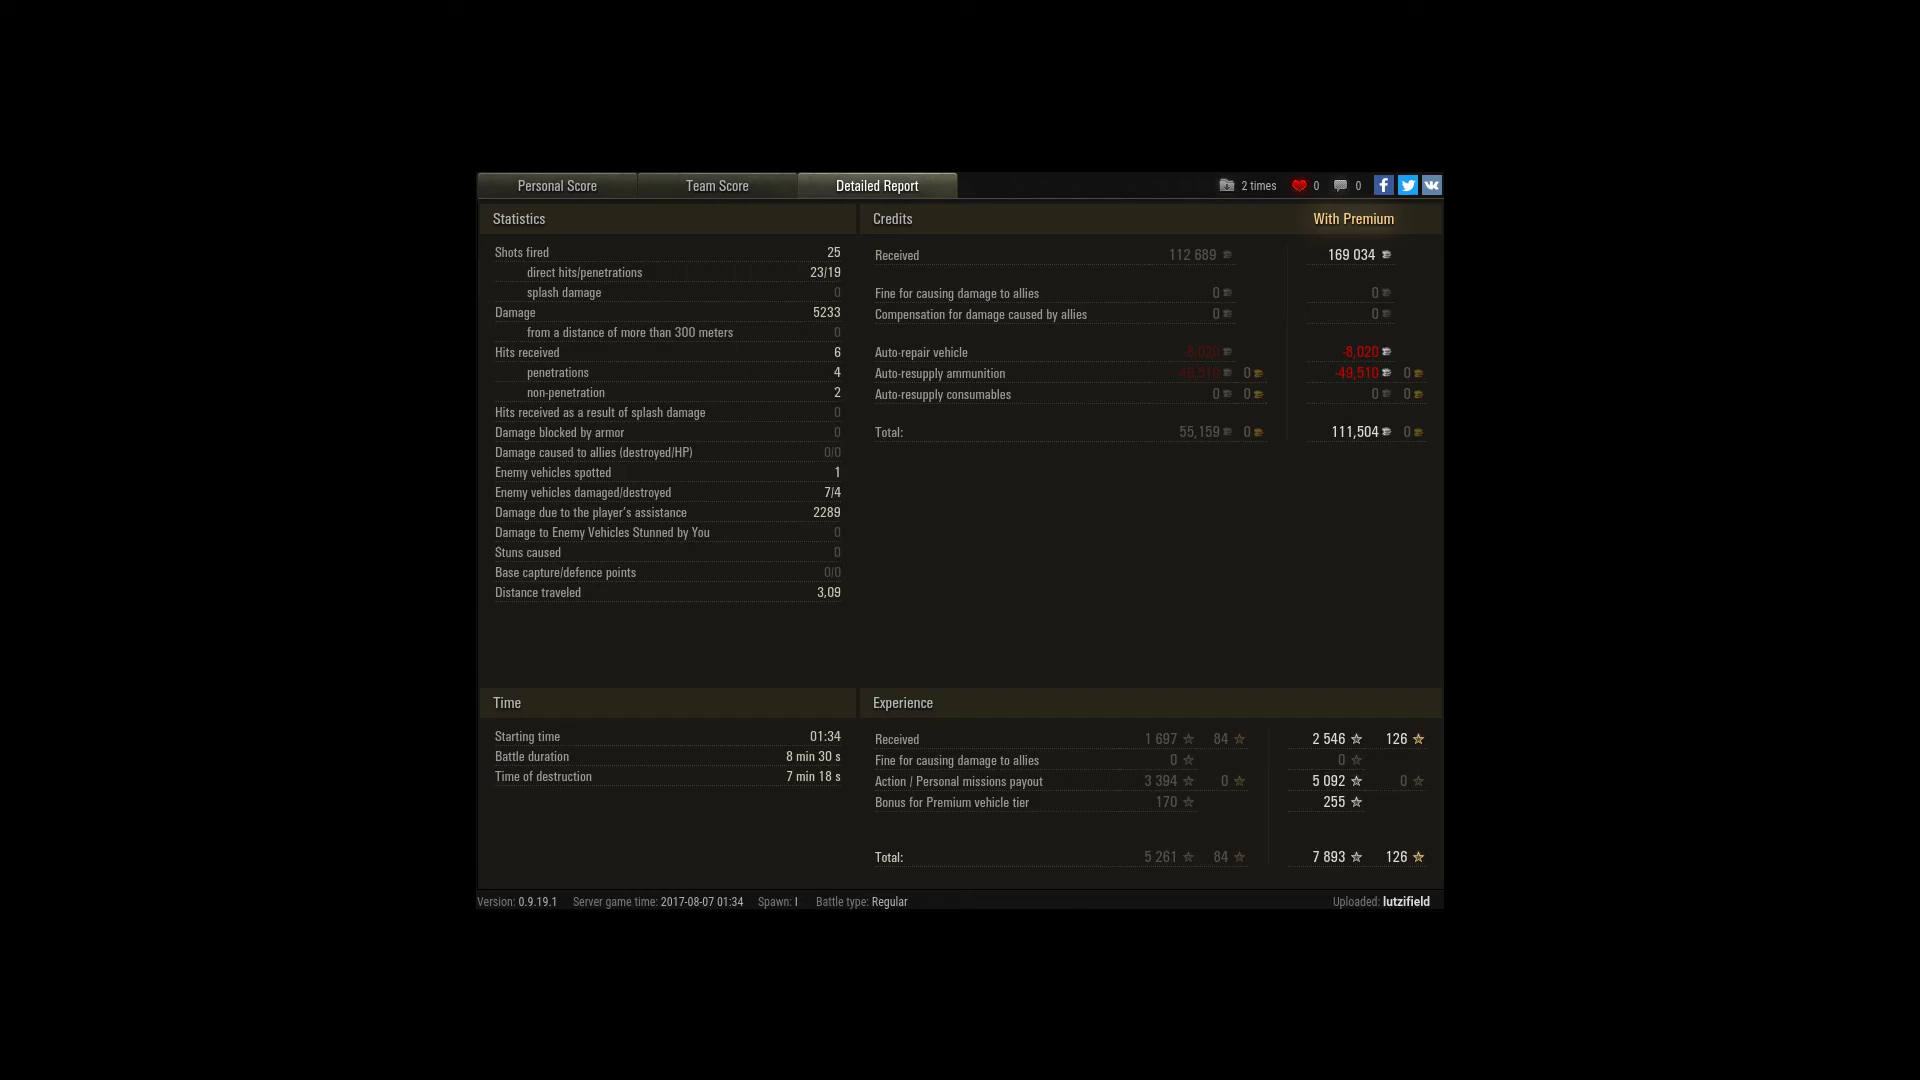 Personal Score Team Score Detailed Report 2 times 0 0
Statistics
Shots fired 25
direct hits/penetrations 23/19
splash damage 0
Damage 5233
from a distance of more than 300 meters 0
Hits received 6
penetrations 4
non-penetration 2
Hits received as a result of splash damage 0
Damage blocked by armor 0
Damage caused to allies (destroyed/HP) 0/0
Enemy vehicles spotted 1
Enemy vehicles damaged/destroyed 7/4
Damage due to the player's assistance 2289
Damage to Enemy Vehicles Stunned by You 0
Stuns caused 0
Base capture/defence points 0/0
Distance traveled 3,09
Credits With Premium
Received 112 689 169 034
Fine for causing damage to allies 0 0
Compensation for damage caused by allies 0 0
Auto-repair vehicle -8,020 -8,020
Auto-resupply ammunition -49,510 0 -49,510 0
Auto-resupply consumables 0 0 0 0
Total: 55,159 0 111,504 0
Time
Starting time 01:34
Battle duration 8 min 30 s
Time of destruction 7 min 18 s
Experience
Received 1 697 84 2 546 126
Fine for causing damage to allies 0 0
Action / Personal missions payout 3 394 0 5 092 0
Bonus for Premium vehicle tier 170 255
Total: 5 261 84 7 893 126
Version: 0.9.19.1 Server game time: 2017-08-07 01:34 Spawn: I Battle type: Regular Uploaded: lutzifield